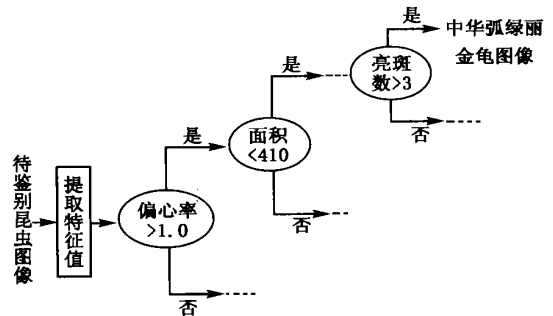 待鉴别昆虫图像
提取特征值
偏心率
>1.0
是
否
面积
<410
是
否
亮斑
数>3
是
否
中华弧绿丽
金龟图像